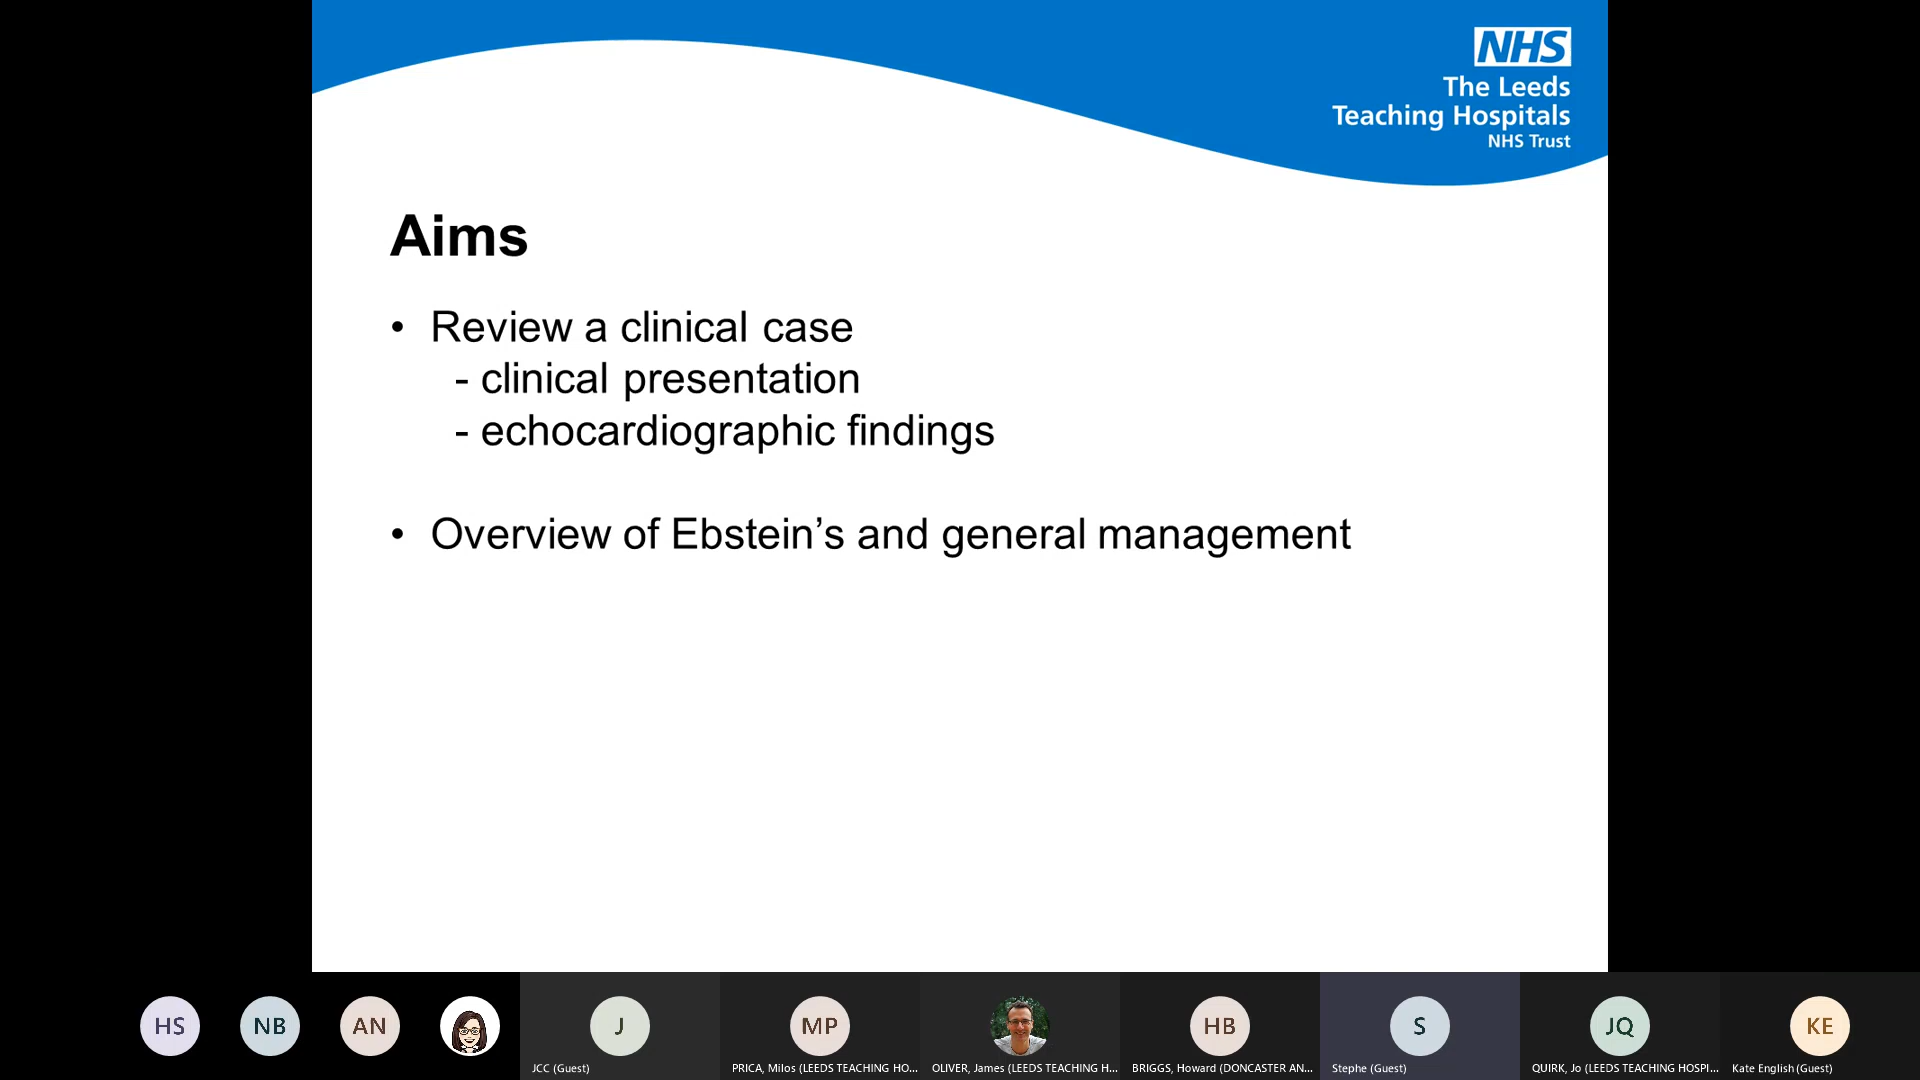 NHS
The Leeds
Teaching Hospitals
NHS Trust
Aims
• Review a clinical case
- clinical presentation
- echocardiographic findings
• Overview of Ebstein’s and general management
HS
NB
AN
J
MP
HB
S
JQ
KE
JCC (Guest)
PRICA, Milos (LEEDS TEACHING HO...
OLIVER, James (LEEDS TEACHING H...
BRIGGS, Howard (DONCASTER AN...
Stephe (Guest)
QUIRK, Jo (LEEDS TEACHING HOSPI...
Kate English (Guest)